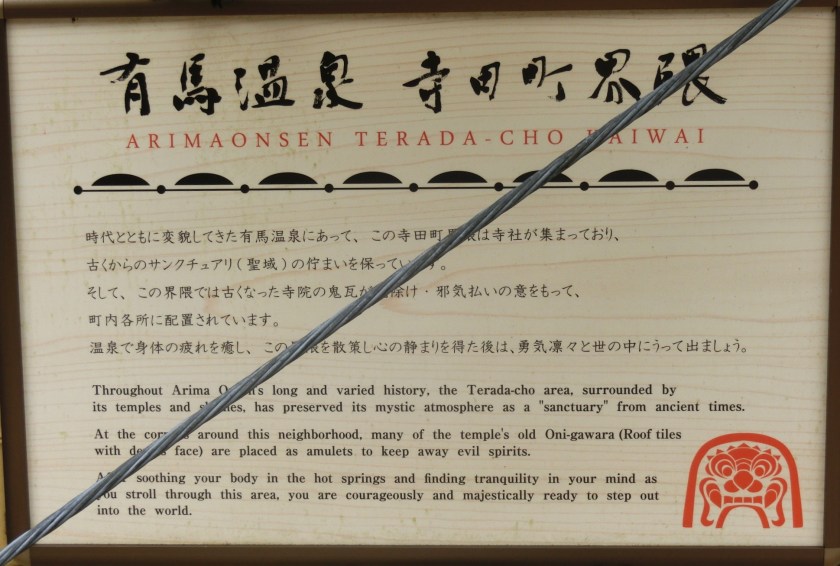 有馬温泉 寺田町界隈
ARIMAONSEN TERADA-CHO KAIWAI
時代とともに変貌してきた有馬温泉にあって、この寺田町界隈は寺社が集まっており、
古くからのサンクチュアリ(聖域)の佇まいを保っています。
そして、この界隈では古くなった寺院の鬼瓦が除け・邪気払いの意をもって、
町内各所に配置されています。
温泉で身体の疲れを癒し、この界隈を散策し心の静まりを得た後は、勇気凛々と世の中にうって出ましょう。
Throughout Arima Onsen's long and varied history, the Terada-cho area, surrounded by
its temples and shrines, has preserved its mystic atmosphere as a "sanctuary" from ancient times.
At the corners around this neighborhood, many of the temple's old Oni-gawara (Roof tiles
with face) are placed as amulets to keep away evil spirits.
After soothing your body in the hot springs and finding tranquility in your mind as
you stroll through this area, you are courageously and majestically ready to step out
into the world.